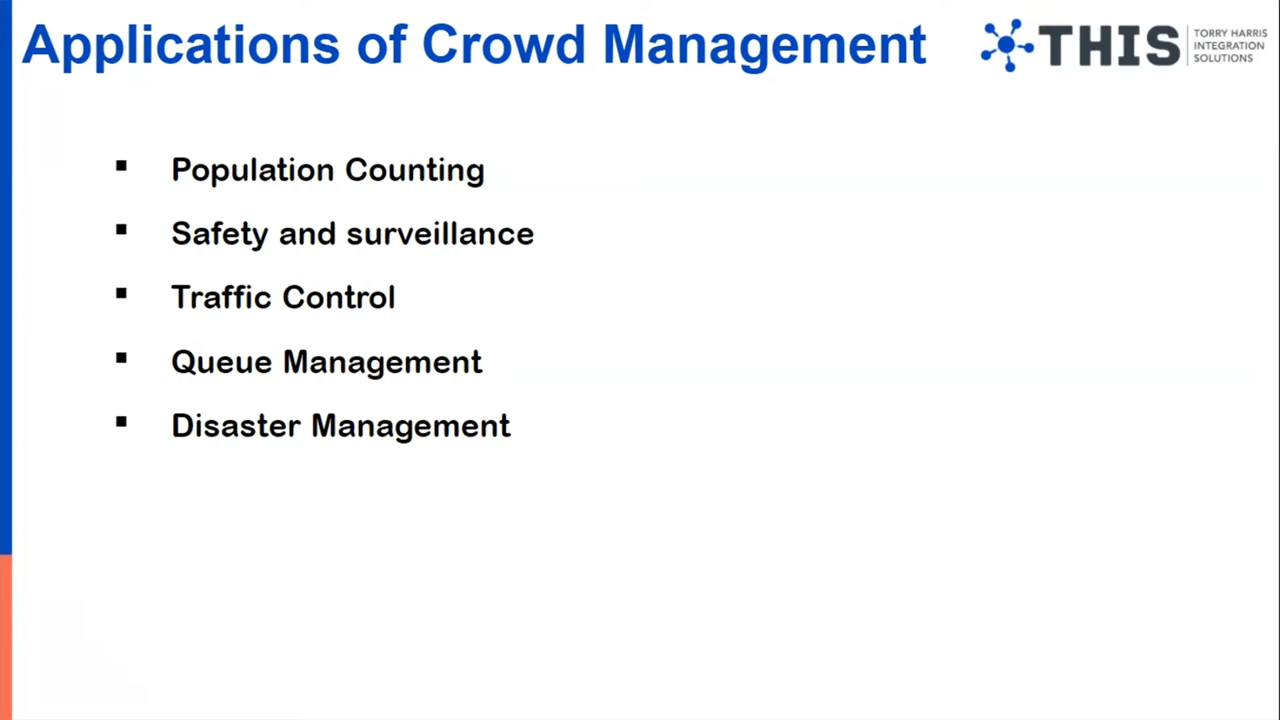 Applications of Crowd Management
THIS
TORRY HARRIS
INTEGRATION
SOLUTIONS
Population Counting
Safety and surveillance
Traffic Control
Queue Management
Disaster Management